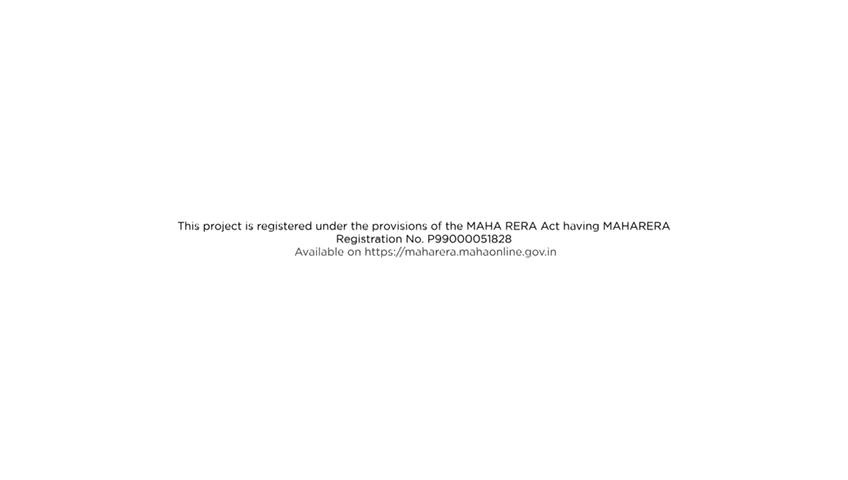 This project is registered under the provisions of the MAHA RERA Act having MAHARERA
Registration No. P99000051828
Available on https://maharera.mahaonline.gov.in